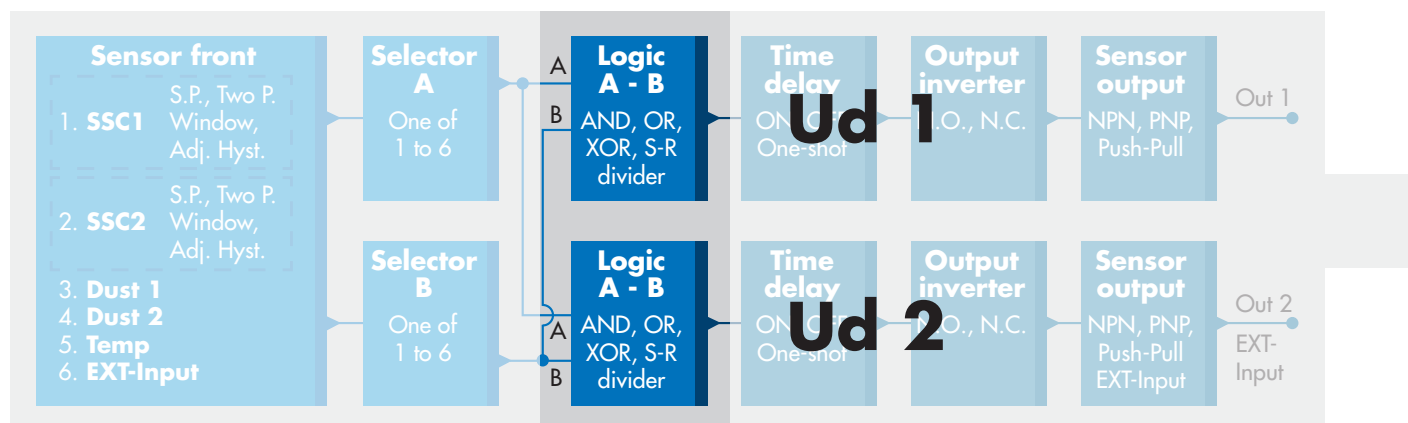 Sensor front
1. SSC1
S.P., Two P.
Window,
Adj. Hyst.
2. SSC2
S.P., Two P.
Window,
Adj. Hyst.
3. Dust 1
4. Dust 2
5. Temp
6. EXT-Input
Selector
A
One of
1 to 6
Selector
B
One of
1 to 6
A
B
Logic
A - B
AND, OR,
XOR, S-R
divider
A
B
Logic
A - B
AND, OR,
XOR, S-R
divider
Time
delay
ON, OFF
One-shot
Ud 1
Output
inverter
N.O., N.C.
Sensor
output
NPN, PNP,
Push-Pull
Out 1
Time
delay
ON, OFF
One-shot
Ud 2
Output
inverter
N.O., N.C.
Sensor
output
NPN, PNP,
Push-Pull
EXT-Input
Out 2
EXT-
Input